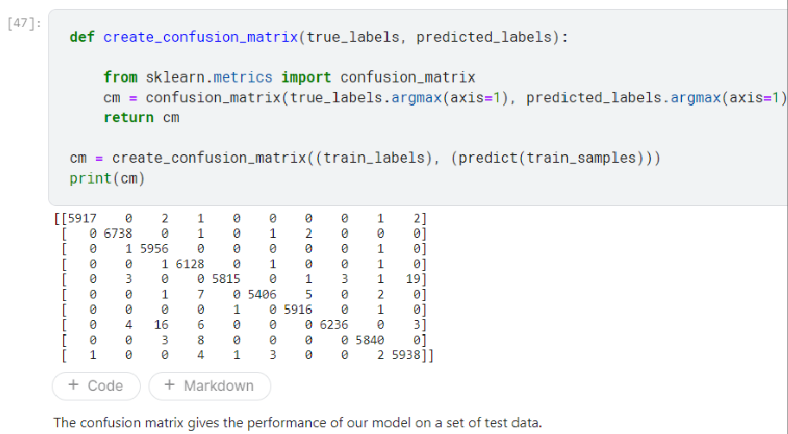 [47]:
def create_confusion_matrix(true_labels, predicted_labels):
from sklearn.metrics import confusion_matrix
cm = confusion_matrix(true_labels.argmax(axis=1), predicted_labels.argmax(axis=1)
return cm
cm = create_confusion_matrix((train_labels), (predict(train_samples)))
print(cm)
[[5917 0 2 1 0 0 0 0 1 2]
[ 0 6738 0 1 0 1 2 0 0 0]
[ 0 1 5956 0 0 0 0 0 1 0]
[ 0 0 1 6128 0 1 0 0 1 0]
[ 0 3 0 0 5815 0 1 3 1 19]
[ 0 0 1 7 0 5406 5 0 2 0]
[ 0 0 0 0 1 0 5916 0 1 0]
[ 0 4 16 6 0 0 0 6236 0 3]
[ 0 0 3 8 0 0 0 0 5840 0]
[ 1 0 0 4 1 3 0 0 2 5938]]
+ Code + Markdown
The confusion matrix gives the performance of our model on a set of test data.